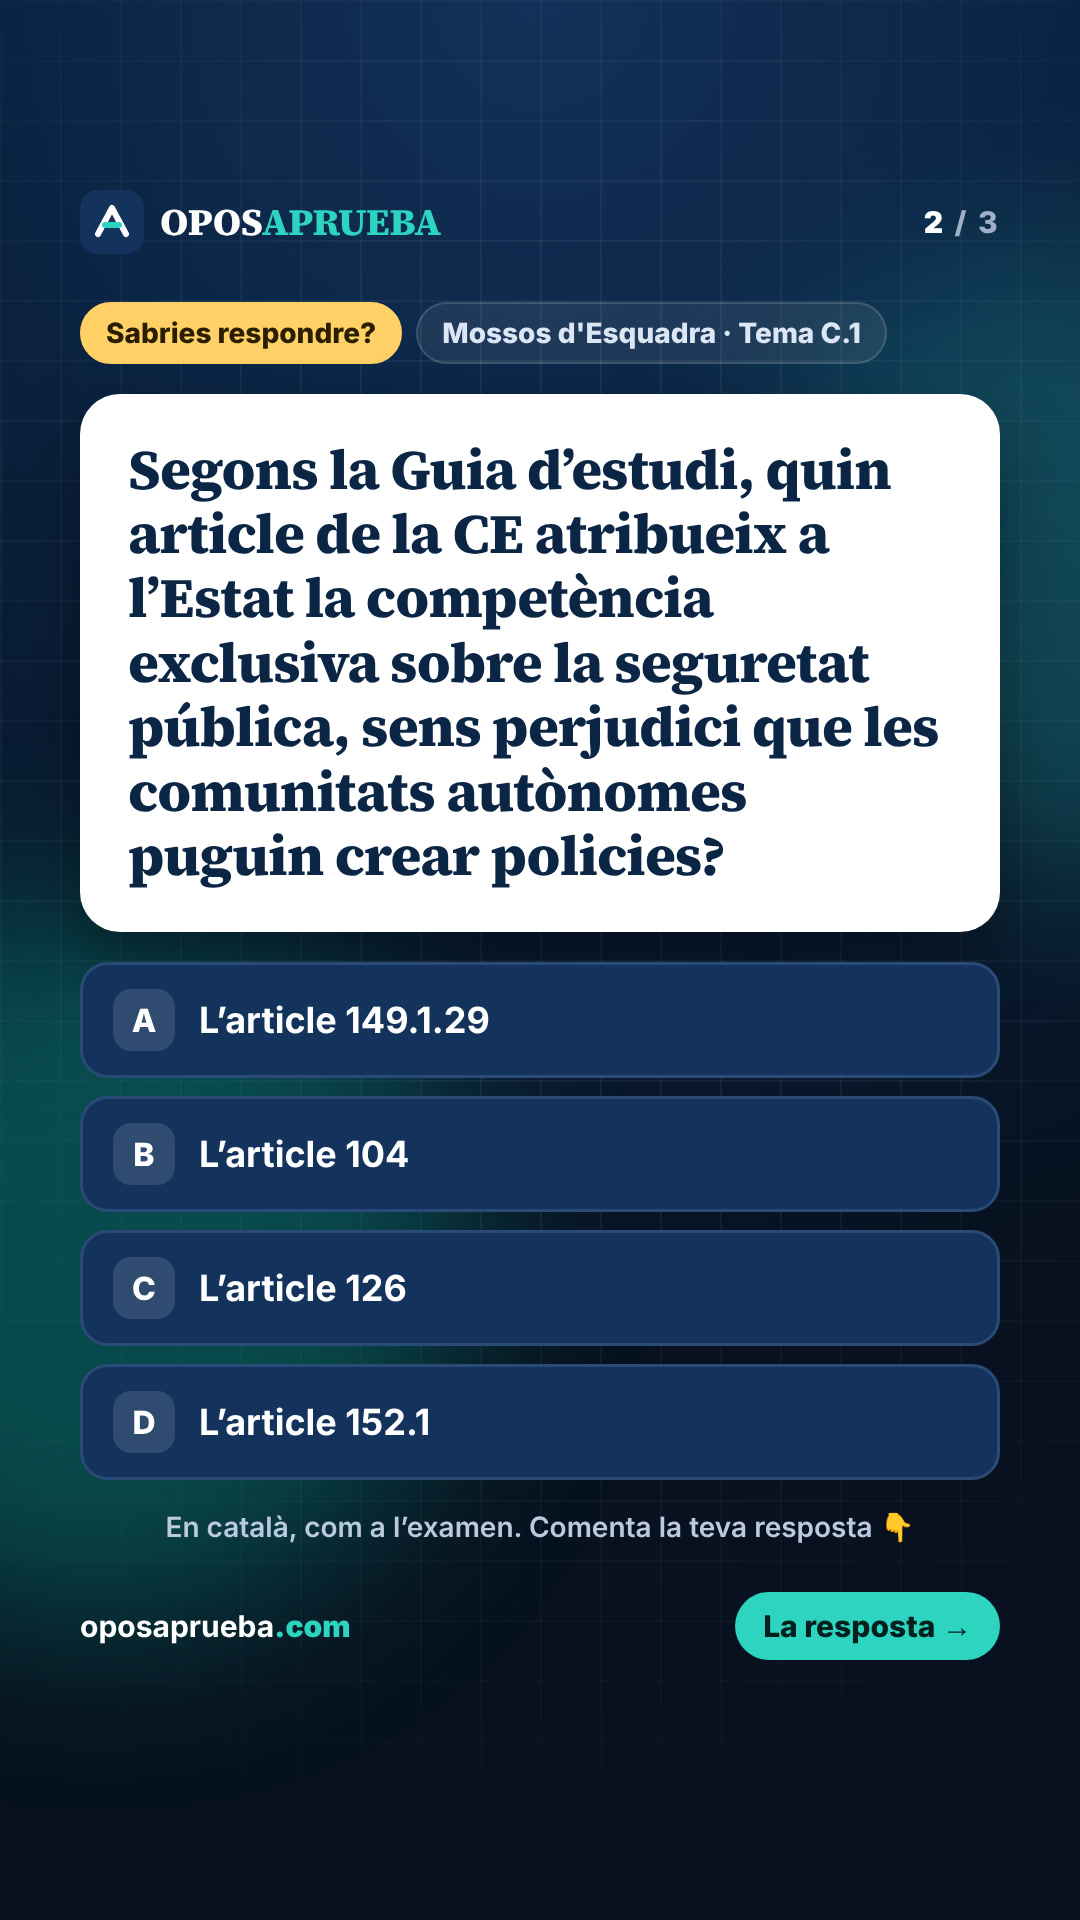 OPOSAPRUEBA
2 / 3
Sabries respondre?
Mossos d'Esquadra · Tema C.1
Segons la Guia d’estudi, quin
article de la CE atribueix a
l’Estat la competència
exclusiva sobre la seguretat
pública, sens perjudici que les
comunitats autònomes
puguin crear policies?
A L’article 149.1.29
B L’article 104
C L’article 126
D L’article 152.1
En català, com a l’examen. Comenta la teva resposta 👇
oposaprueba.com
La resposta →